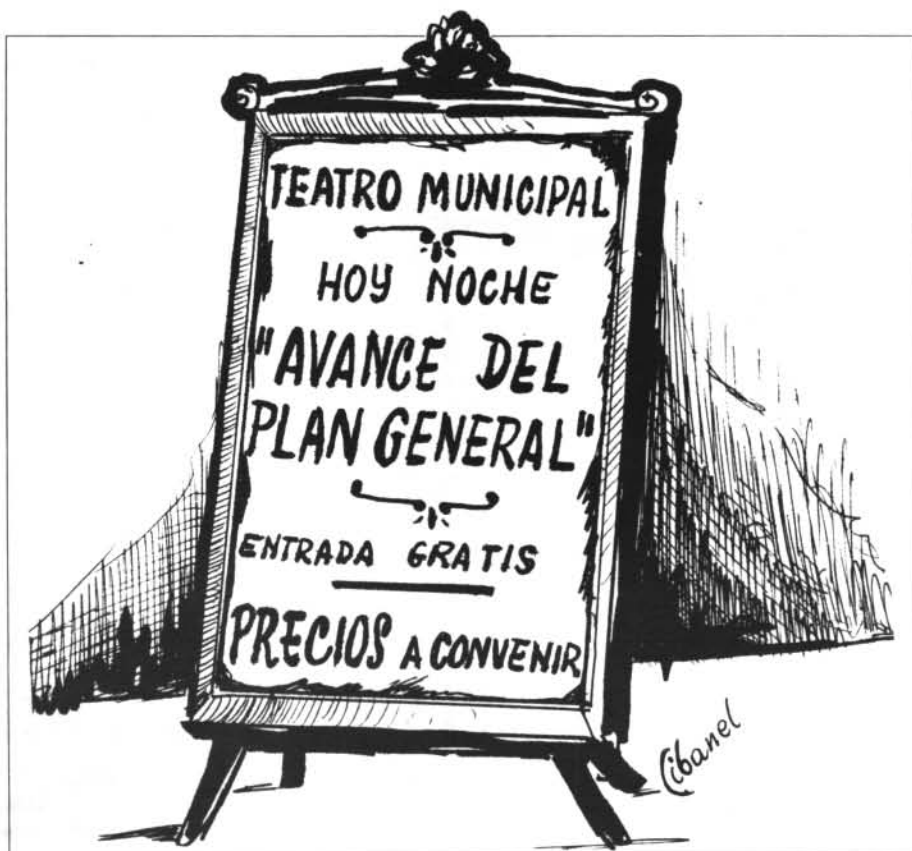 TEATRO MUNICIPAL
HOY NOCHE
"AVANCE DEL
PLAN GENERAL"
ENTRADA GRATIS
PRECIOS A CONVENIR
Cibanel